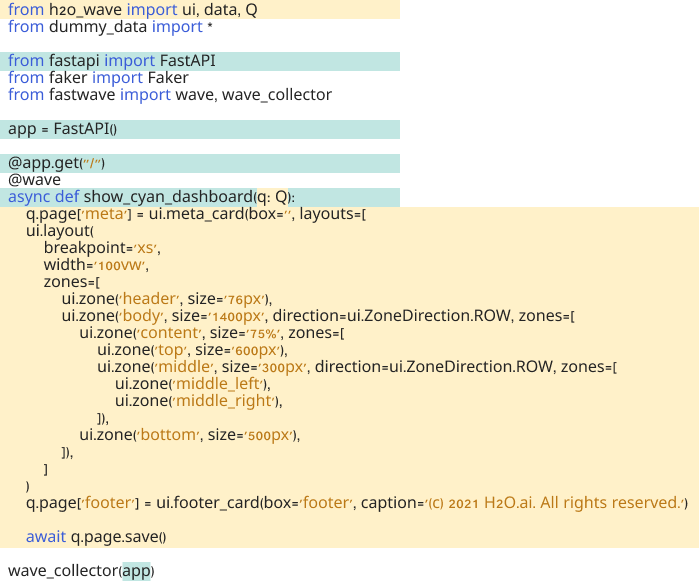 from h2o_wave import ui, data, Q
from dummy_data import *
from fastapi import FastAPI
from faker import Faker
from fastwave import wave, wave_collector
app = FastAPI()
@app.get("/")
@wave
async def show_cyan_dashboard(q: Q):
q.page['meta'] = ui.meta_card(box='', layouts=[
ui.layout(
breakpoint='xs',
width='100vw',
zones=[
ui.zone('header', size='76px'),
ui.zone('body', size='1400px', direction=ui.ZoneDirection.ROW, zones=[
ui.zone('content', size='75%', zones=[
ui.zone('top', size='600px'),
ui.zone('middle', size='300px', direction=ui.ZoneDirection.ROW, zones=[
ui.zone('middle_left'),
ui.zone('middle_right'),
]),
ui.zone('bottom', size='500px'),
]),
]
)
q.page['footer'] = ui.footer_card(box='footer', caption='(c) 2021 H2O.ai. All rights reserved.')
await q.page.save()
wave_collector(app)